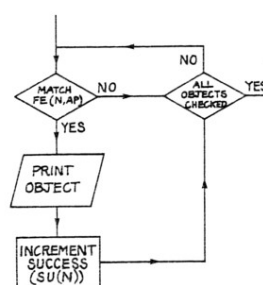 NO
MATCH
FE(N,AP)
NO
ALL
OBJECTS
CHECKED
YES
YES
PRINT
OBJECT
INCREMENT
SUCCESS
(SU(N))